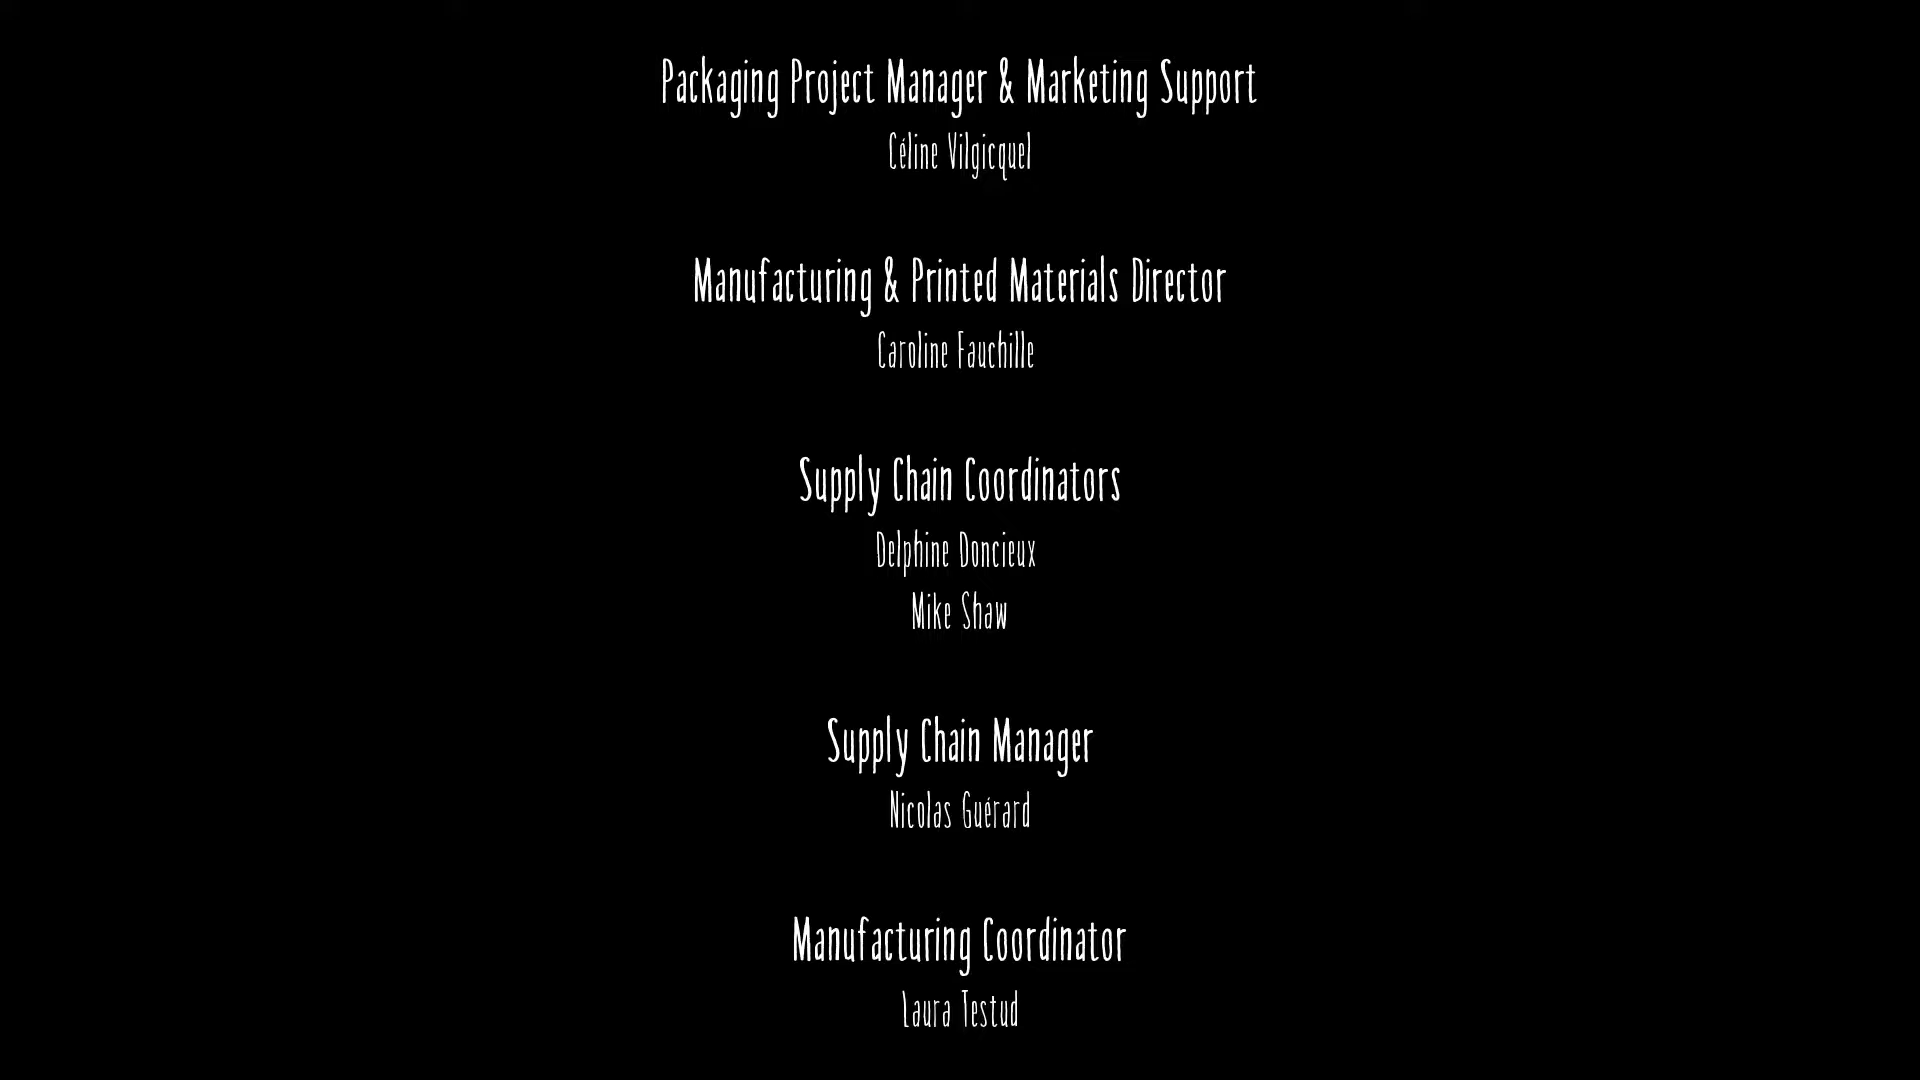 Packaging Project Manager & Marketing Support
Céline Vilgicquel
Manufacturing & Printed Materials Director
Caroline Fauchille
Supply Chain Coordinators
Delphine Doncieux
Mike Shaw
Supply Chain Manager
Nicolas Guérard
Manufacturing Coordinator
Laura Testud